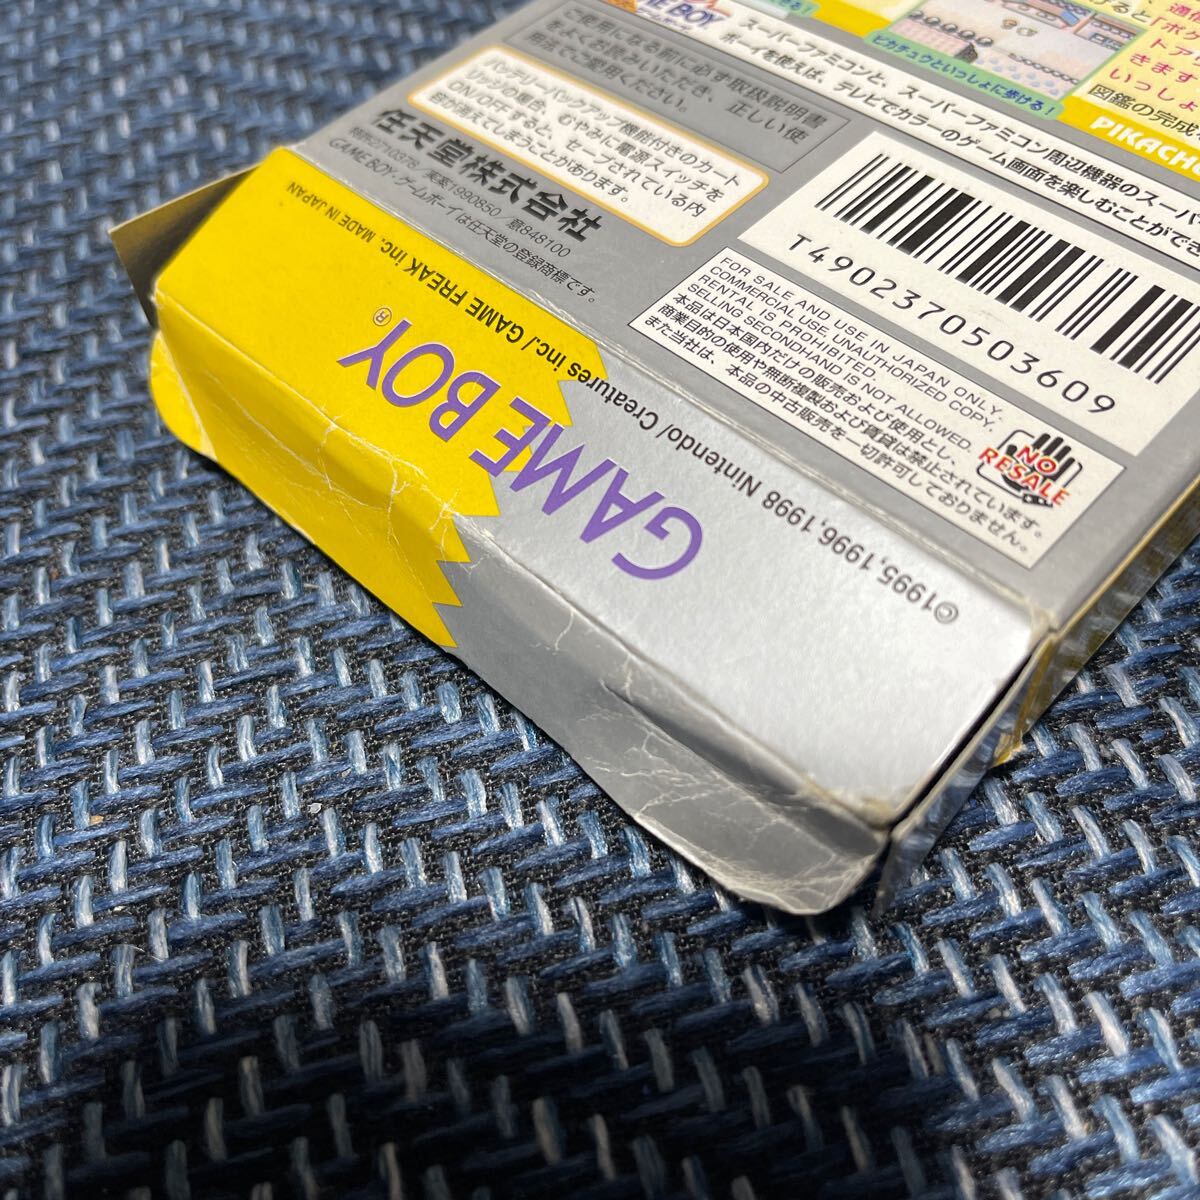 GAME BOY
ピカチュウといっしょに歩ける！
PIKACHU
図鑑の完成
スーパーファミコンと、スーパーファミコン周辺機器のスーパー
ボーイを使えば、テレビでカラーのゲーム画面を楽しむことができ
ご使用になる前に必ず取扱説明書
をよくお読みいただき、正しい使
用法でご愛用ください。
バッテリーバックアップ機能付きのカート
リッジの場合、むやみに電源スイッチを
ON/OFFすると、セーブされている内
容が消えてしまうことがあります。
任天堂株式会社
特許2710378 実案1990850／意848100
GAME BOY・ゲームボーイは任天堂の登録商標です。
T4902370503609
FOR SALE AND USE IN JAPAN ONLY.
COMMERCIAL USE, UNAUTHORIZED COPY,
RENTAL IS PROHIBITED.
SELLING SECONDHAND IS NOT ALLOWED.
本品は日本国内だけの販売および使用とし、
商業目的の使用や無断複製および賃貸は禁止されています。
また当社は、本品の中古販売を一切許可しておりません。
NO
RESALE
©1995,1996,1998 Nintendo/ Creatures inc./ GAME FREAK inc. MADE IN JAPAN
GAME BOY®